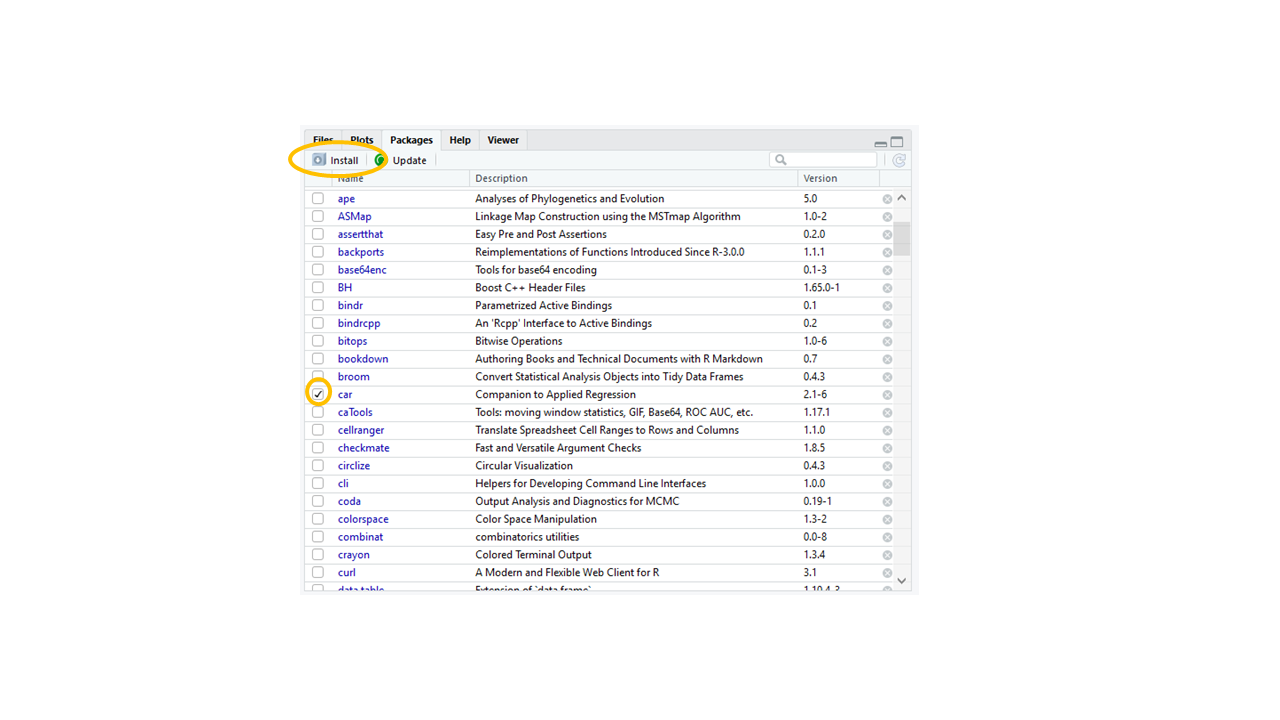 Files Plots Packages Help Viewer
Install Update
Name Description Version
ape Analyses of Phylogenetics and Evolution 5.0
ASMap Linkage Map Construction using the MSTmap Algorithm 1.0-2
assertthat Easy Pre and Post Assertions 0.2.0
backports Reimplementations of Functions Introduced Since R-3.0.0 1.1.1
base64enc Tools for base64 encoding 0.1-3
BH Boost C++ Header Files 1.65.0-1
bindr Parametrized Active Bindings 0.1
bindrcpp An 'Rcpp' Interface to Active Bindings 0.2
bitops Bitwise Operations 1.0-6
bookdown Authoring Books and Technical Documents with R Markdown 0.7
broom Convert Statistical Analysis Objects into Tidy Data Frames 0.4.3
car Companion to Applied Regression 2.1-6
caTools Tools: moving window statistics, GIF, Base64, ROC AUC, etc. 1.17.1
cellranger Translate Spreadsheet Cell Ranges to Rows and Columns 1.1.0
checkmate Fast and Versatile Argument Checks 1.8.5
circlize Circular Visualization 0.4.3
cli Helpers for Developing Command Line Interfaces 1.0.0
coda Output Analysis and Diagnostics for MCMC 0.19-1
colorspace Color Space Manipulation 1.3-2
combinat combinatorics utilities 0.0-8
crayon Colored Terminal Output 1.3.4
curl A Modern and Flexible Web Client for R 3.1
data.table Extension of `data.frame` 1.10.4-3